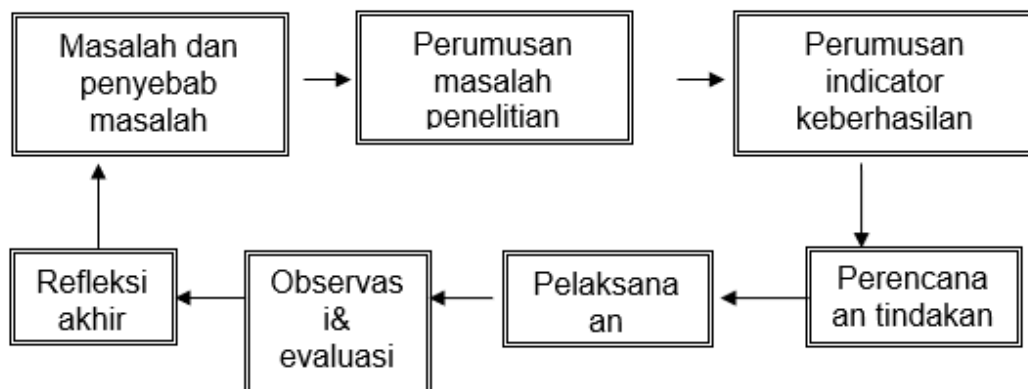 Masalah dan
penyebab
masalah
Perumusan
masalah
penelitian
Perumusan
indicator
keberhasilan
Perencana
an tindakan
Pelaksana
an
Observas
i&
evaluasi
Refleksi
akhir